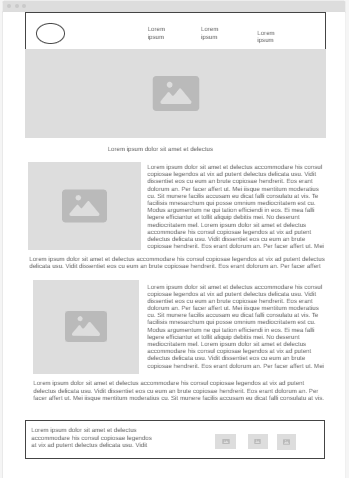 Lorem
ipsum
Lorem
ipsum
Lorem
ipsum
Lorem ipsum dolor sit amet et delectus
Lorem ipsum dolor sit amet et delectus accommodare his consul
copiosae legendos at vix ad putent delectus delicata usu. Vidit
dissentiet eos cu eum an brute copiosae hendrerit. Eos erant
dolorum an. Per facer affert ut. Mei iisque mentitum moderatius
cu. Sit munere facilisi accusam eu dicat falli consulatu at vis. Te
facilisis mnesarchum qui posse omnium mediocritatem est cu.
Modus argumentum ne qui tation efficiendi in eos. Ei mea falli
legere efficiantur et tollit aliquip debitis mei. No deserunt
mediocritatem mel. Lorem ipsum dolor sit amet et delectus
accommodare his consul copiosae legendos at vix ad putent
delectus delicata usu. Vidit dissentiet eos cu eum an brute
copiosae hendrerit. Eos erant dolorum an. Per facer affert ut. Mei
Lorem ipsum dolor sit amet et delectus accommodare his consul copiosae legendos at vix ad putent delectus
delicata usu. Vidit dissentiet eos cu eum an brute copiosae hendrerit. Eos erant dolorum an. Per facer affert
Lorem ipsum dolor sit amet et delectus accommodare his consul
copiosae legendos at vix ad putent delectus delicata usu. Vidit
dissentiet eos cu eum an brute copiosae hendrerit. Eos erant
dolorum an. Per facer affert ut. Mei iisque mentitum moderatius
cu. Sit munere facilisi accusam eu dicat falli consulatu at vis. Te
facilisis mnesarchum qui posse omnium mediocritatem est cu.
Modus argumentum ne qui tation efficiendi in eos. Ei mea falli
legere efficiantur et tollit aliquip debitis mei. No deserunt
mediocritatem mel. Lorem ipsum dolor sit amet et delectus
accommodare his consul copiosae legendos at vix ad putent
delectus delicata usu. Vidit dissentiet eos cu eum an brute
copiosae hendrerit. Eos erant dolorum an. Per facer affert ut. Mei
Lorem ipsum dolor sit amet et delectus accommodare his consul copiosae legendos at vix ad putent
delectus delicata usu. Vidit dissentiet eos cu eum an brute copiosae hendrerit. Eos erant dolorum an. Per
facer affert ut. Mei iisque mentitum moderatius cu. Sit munere facilisi accusam eu dicat falli consulatu at vis.
Lorem ipsum dolor sit amet et delectus
accommodare his consul copiosae legendos
at vix ad putent delectus delicata usu. Vidit